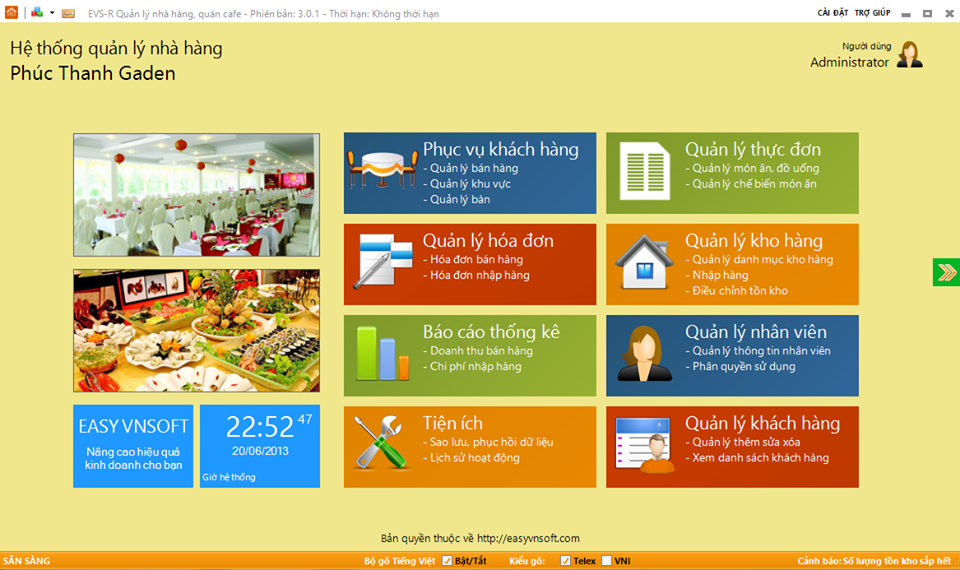 EVS-R Quản lý nhà hàng, quán cafe - Phiên bản: 3.0.1 - Thời hạn: Không thời hạn
CÀI ĐẶT TRỢ GIÚP
Hệ thống quản lý nhà hàng
Phúc Thanh Gaden
Người dùng
Administrator
Phục vụ khách hàng
- Quản lý bán hàng
- Quản lý khu vực
- Quản lý bàn
Quản lý thực đơn
- Quản lý món ăn, đồ uống
- Quản lý chế biến món ăn
Quản lý hóa đơn
- Hóa đơn bán hàng
- Hóa đơn nhập hàng
Quản lý kho hàng
- Quản lý danh mục kho hàng
- Nhập hàng
- Điều chỉnh tồn kho
Báo cáo thống kê
- Doanh thu bán hàng
- Chi phí nhập hàng
Quản lý nhân viên
- Quản lý thông tin nhân viên
- Phân quyền sử dụng
EASY VNSOFT
Nâng cao hiệu quả
kinh doanh cho bạn
22:52 47
20/06/2013
Giờ hệ thống
Tiện ích
- Sao lưu, phục hồi dữ liệu
- Lịch sử hoạt động
Quản lý khách hàng
- Quản lý thêm sửa xóa
- Xem danh sách khách hàng
Bản quyền thuộc về http://easyvnsoft.com
SẴN SÀNG
Bộ gõ Tiếng Việt Bật/Tắt Kiểu gõ: Telex VNI
Cảnh báo: Số lượng tồn kho sắp hết